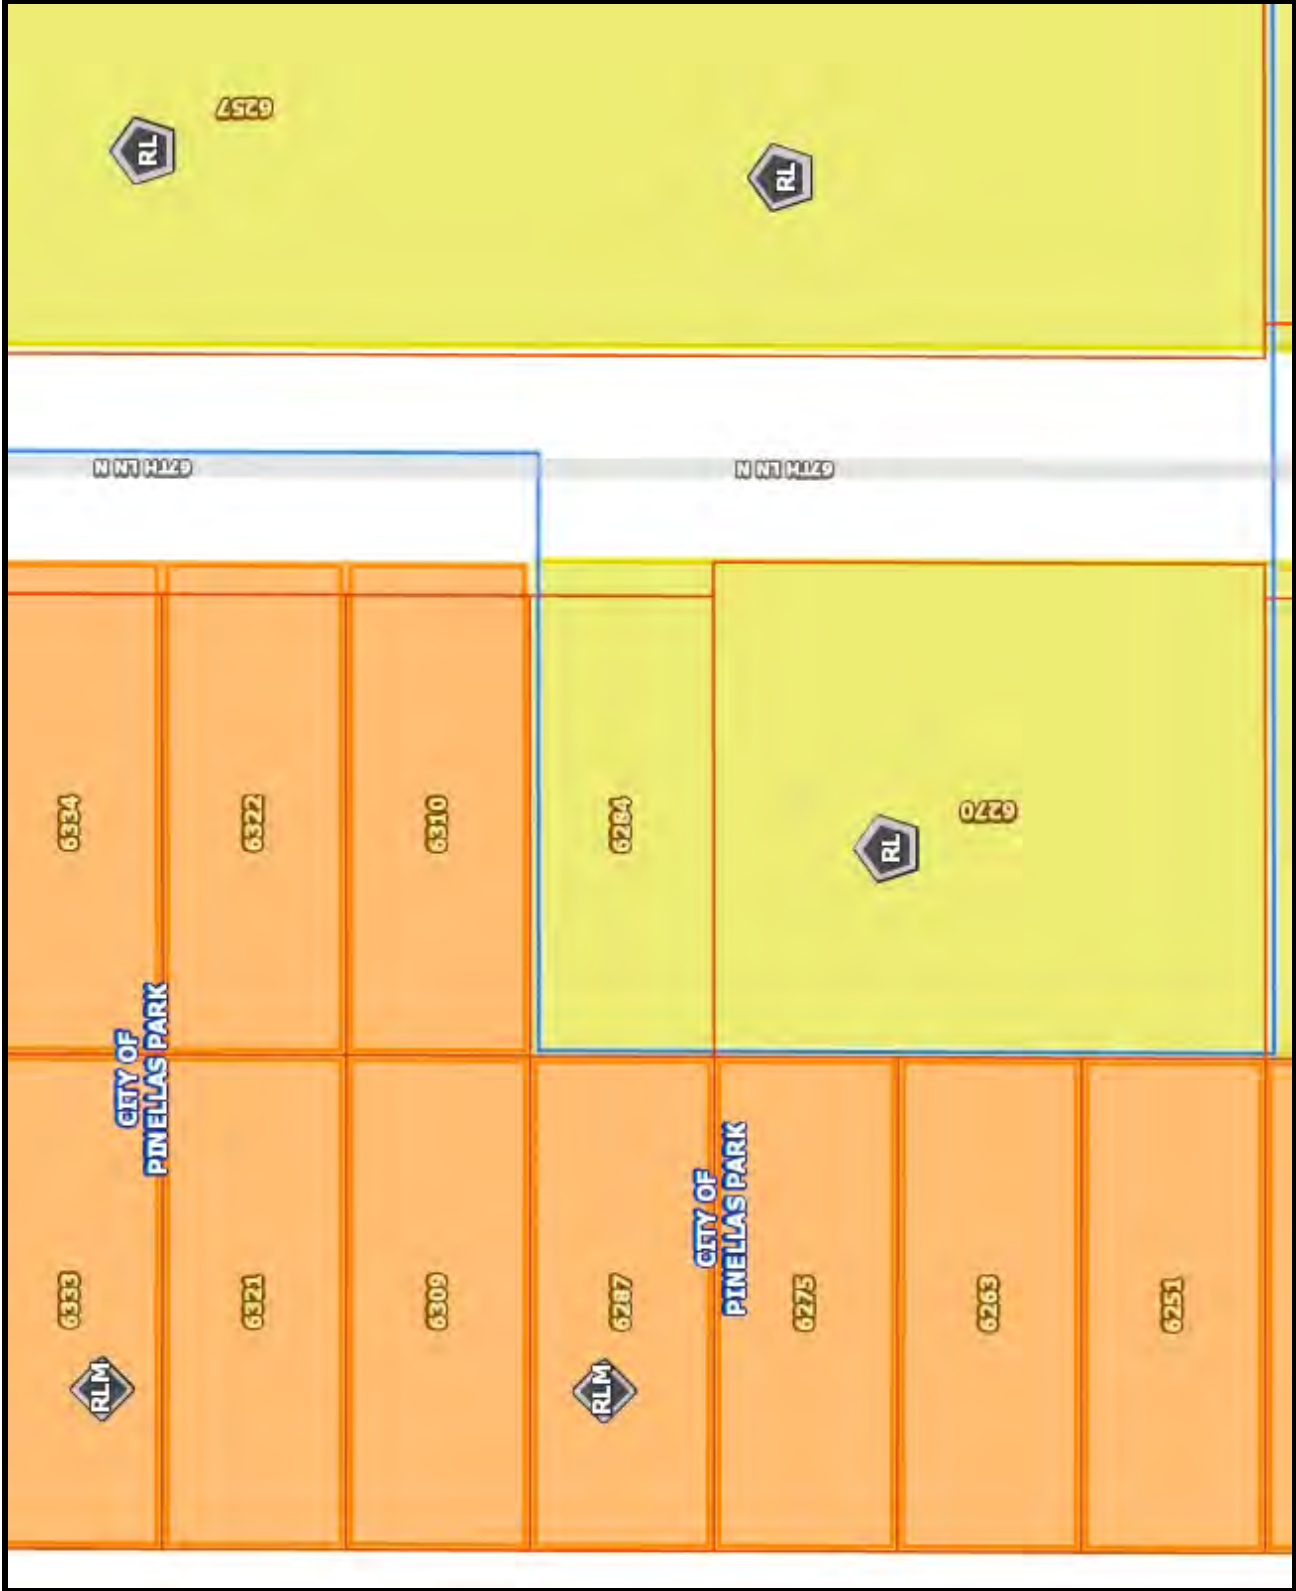 6257
RL
RL
67TH LN N
67TH LN N
6334
6322
6310
6284
RL
6270
CITY OF
PINELLAS PARK
CITY OF
PINELLAS PARK
6333
6321
6309
6287
6275
6263
6251
RLM
RLM